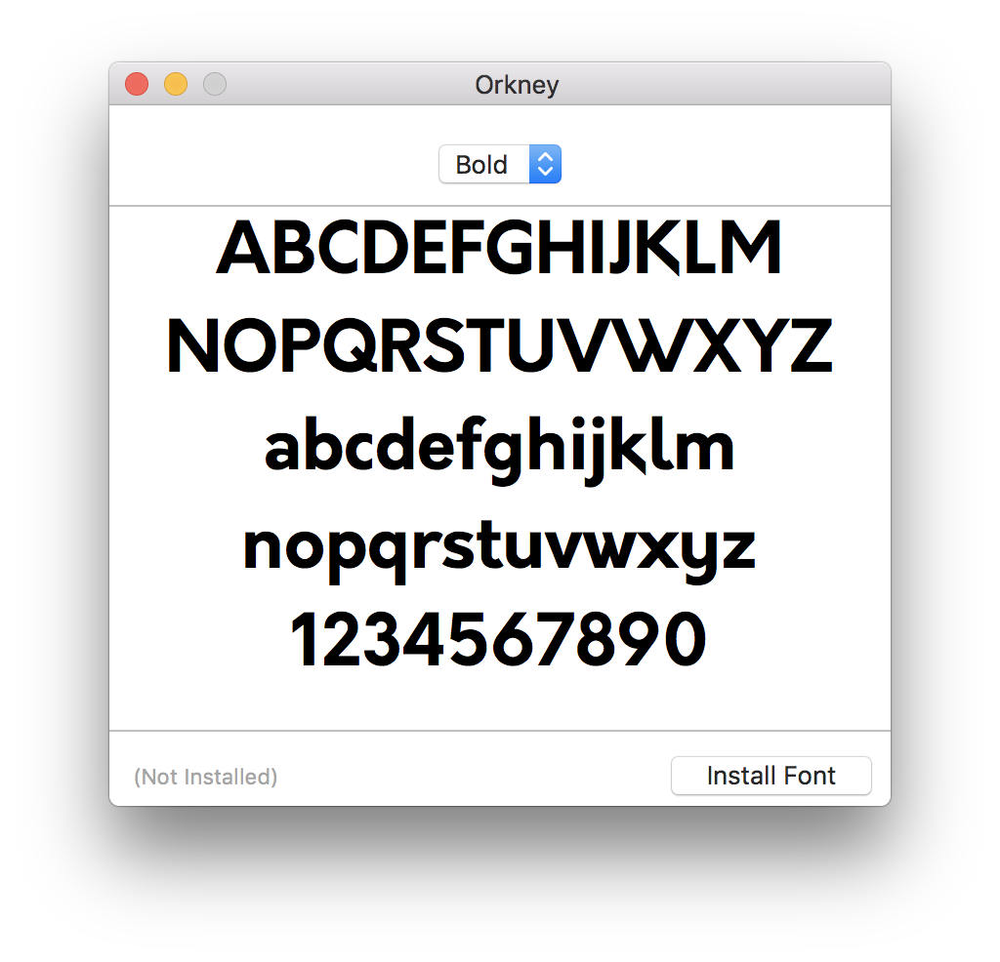 Orkney
Bold
ABCDEFGHIJKLM
NOPQRSTUVWXYZ
abcdefghijklm
nopqrstuvwxyz
1234567890
(Not Installed)
Install Font